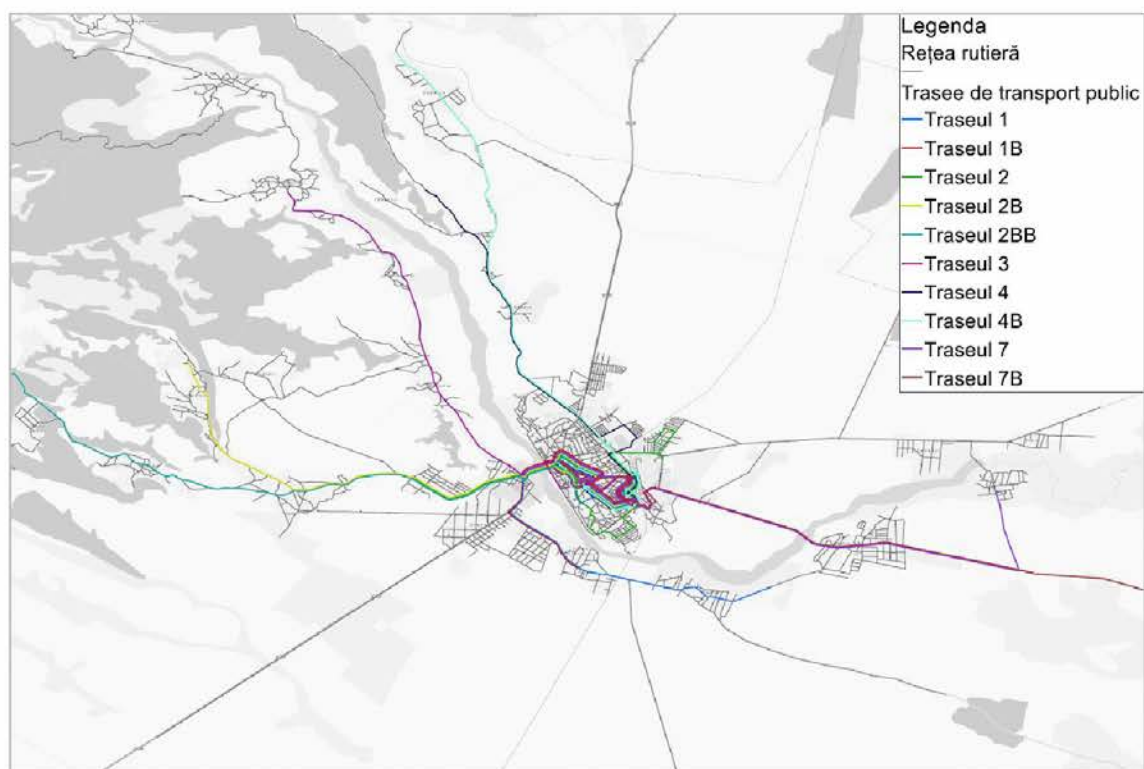 Legenda
Rețea rutieră
Trasee de transport public
Traseul 1
Traseul 1B
Traseul 2
Traseul 2B
Traseul 2BB
Traseul 3
Traseul 4
Traseul 4B
Traseul 7
Traseul 7B